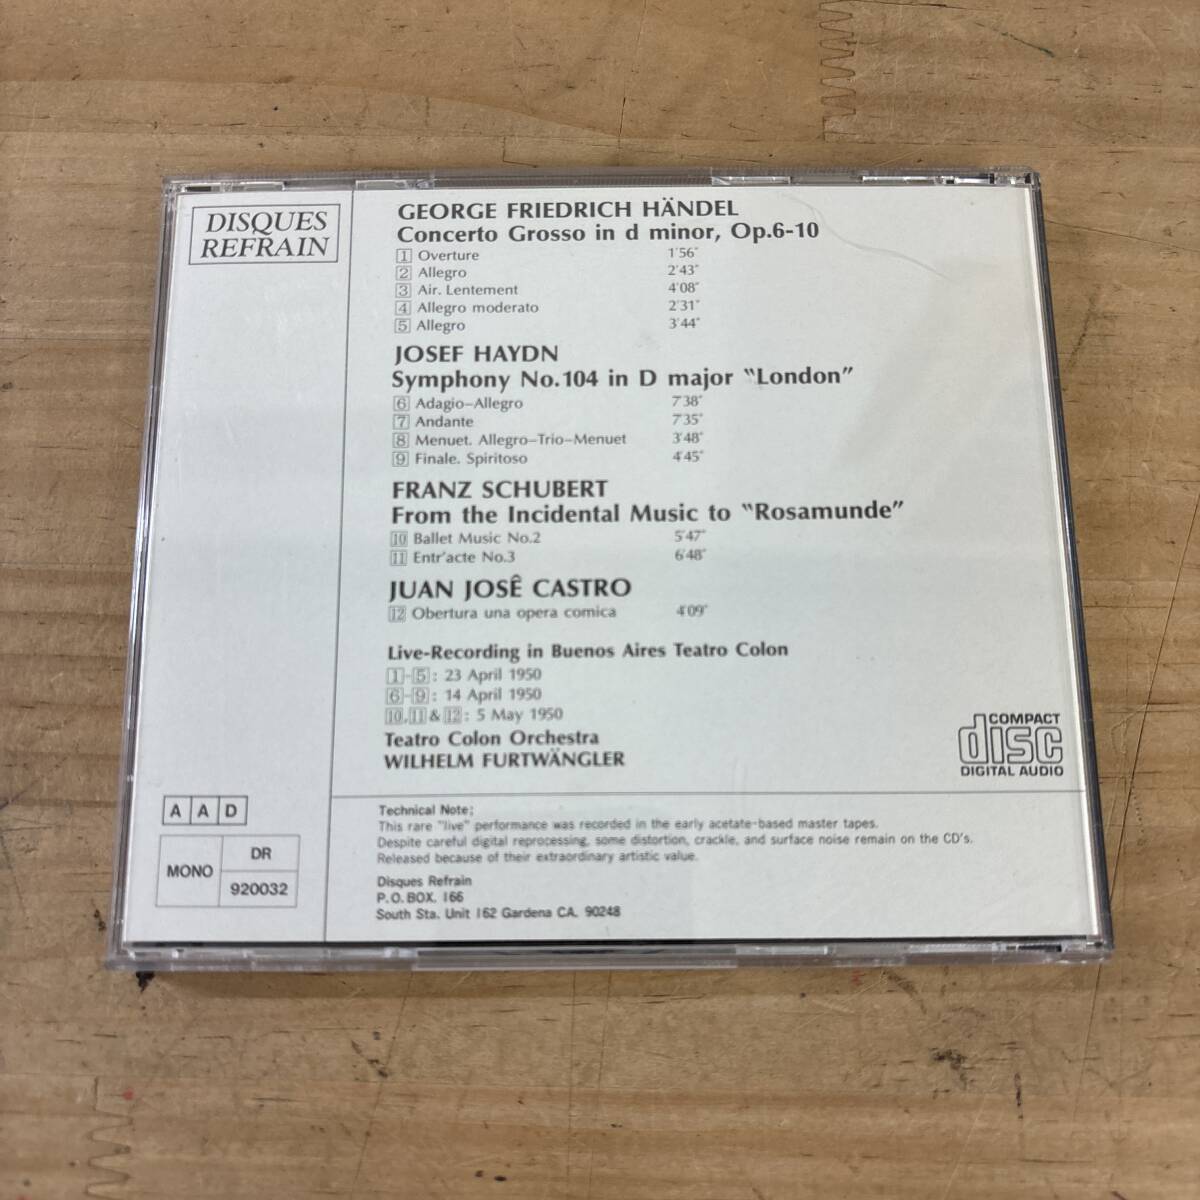 DISQUES
REFRAIN
GEORGE FRIEDRICH HÄNDEL
Concerto Grosso in d minor, Op.6-10
1 Overture 1'56"
2 Allegro 2'43"
3 Air. Lentement 4'08"
4 Allegro moderato 2'31"
5 Allegro 3'44"
JOSEF HAYDN
Symphony No.104 in D major "London"
6 Adagio-Allegro 7'38"
7 Andante 7'35"
8 Menuet. Allegro-Trio-Menuet 3'48"
9 Finale. Spiritoso 4'45"
FRANZ SCHUBERT
From the Incidental Music to "Rosamunde"
10 Ballet Music No.2 5'47"
11 Entr'acte No.3 6'48"
JUAN JOSÊ CASTRO
12 Obertura una opera comica 4'09"
Live-Recording in Buenos Aires Teatro Colon
1-5: 23 April 1950
6-9: 14 April 1950
10,11 & 12: 5 May 1950
Teatro Colon Orchestra
WILHELM FURTWÄNGLER
COMPACT
disc
DIGITAL AUDIO
A A D
MONO DR
920032
Technical Note;
This rare "live" performance was recorded in the early acetate-based master tapes.
Despite careful digital reprocessing, some distortion, crackle, and surface noise remain on the CD's.
Released because of their extraordinary artistic value.
Disques Refrain
P.O.BOX. 166
South Sta. Unit 162 Gardena CA. 90248